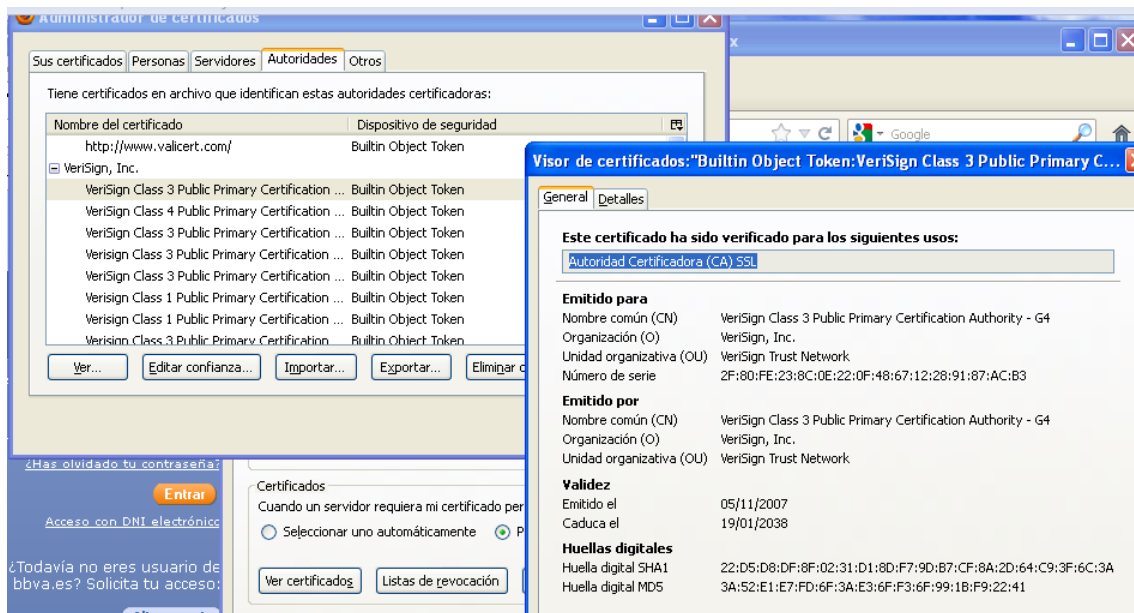 Administrador de certificados
Sus certificados Personas Servidores Autoridades Otros
Tiene certificados en archivo que identifican estas autoridades certificadoras:
Nombre del certificado Dispositivo de seguridad
http://www.valicert.com/ Builtin Object Token
VeriSign, Inc.
VeriSign Class 3 Public Primary Certification ... Builtin Object Token
VeriSign Class 4 Public Primary Certification ... Builtin Object Token
VeriSign Class 3 Public Primary Certification ... Builtin Object Token
Verisign Class 3 Public Primary Certification ... Builtin Object Token
VeriSign Class 3 Public Primary Certification ... Builtin Object Token
Verisign Class 1 Public Primary Certification ... Builtin Object Token
Verisign Class 1 Public Primary Certification ... Builtin Object Token
Verisign Class 3 Public Primary Certification Builtin Object Token
Ver... Editar confianza... Importar... Exportar... Eliminar
x
Google
Visor de certificados:"Builtin Object Token:VeriSign Class 3 Public Primary C...
General Detalles
Este certificado ha sido verificado para los siguientes usos:
Autoridad Certificadora (CA) SSL
Emitido para
Nombre común (CN) VeriSign Class 3 Public Primary Certification Authority - G4
Organización (O) VeriSign, Inc.
Unidad organizativa (OU) VeriSign Trust Network
Número de serie 2F:80:FE:23:8C:0E:22:0F:48:67:12:28:91:87:AC:B3
Emitido por
Nombre común (CN) VeriSign Class 3 Public Primary Certification Authority - G4
Organización (O) VeriSign, Inc.
Unidad organizativa (OU) VeriSign Trust Network
Validez
Emitido el 05/11/2007
Caduca el 19/01/2038
Huellas digitales
Huella digital SHA1 22:D5:D8:DF:8F:02:31:D1:8D:F7:9D:B7:CF:8A:2D:64:C9:3F:6C:3A
Huella digital MD5 3A:52:E1:E7:FD:6F:3A:E3:6F:F3:6F:99:1B:F9:22:41
¿Has olvidado tu contraseña?
Entrar
Acceso con DNI electrónico
¿Todavía no eres usuario de
bbva.es? Solicita tu acceso:
Certificados
Cuando un servidor requiera mi certificado per
Seleccionar uno automáticamente P
Ver certificados Listas de revocación